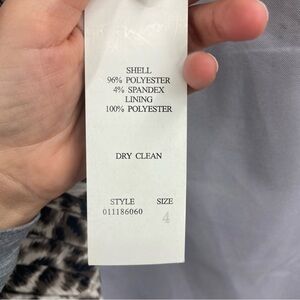 SHELL
96% POLYESTER
4% SPANDEX
LINING
100% POLYESTER
DRY CLEAN
STYLE SIZE
011186060 4